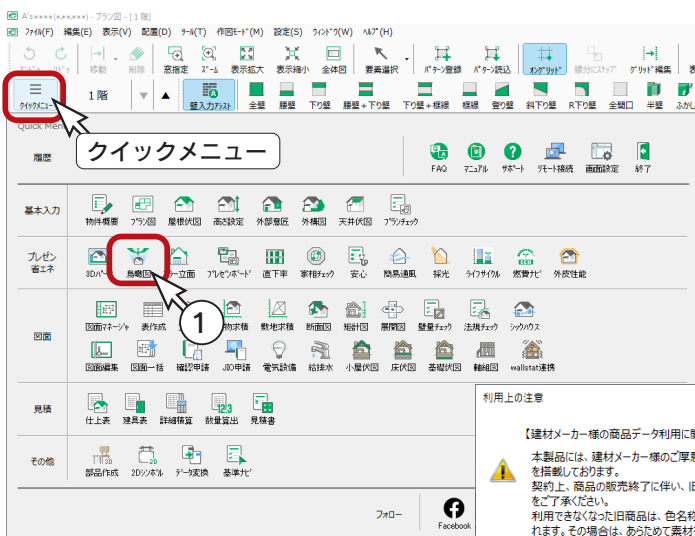 A's****(*.***.***) - プラン図 - [1階]
ファイル(F) 編集(E) 表示(V) 配置(D) ツール(T) 作図モード(M) 設定(S) ウィンドウ(W) ヘルプ(H)
移動 削除 窓指定 ズーム 表示拡大 表示縮小 全体図 要素選択 パターン登録 パターン読込 オングリッド 線分にスナップ グリッド編集
クイックメニュー 1 階 ▼ ▲ 壁入力アシスト 全壁 腰壁 下り壁 腰壁+下り壁 下り壁+框線 框線 登り壁 斜下り壁 R下り壁 全開口 半壁 ふかし
Quick Men
クイックメニュー
履歴 FAQ マニュアル サポート リモート接続 画面設定 終了
基本入力 物件概要 プラン図 屋根伏図 高さ設定 外部意匠 外構図 天井伏図 プランチェック
プレゼン
省エネ
3Dパース 鳥瞰図 カラー立面 プレゼンボード 直下率 家相チェック 安心 簡易通風 採光 ライフサイクル 燃費ナビ 外皮性能
1
図面
図面マネージャ 表作成 物求積 敷地求積 断面図 矩計図 展開図 壁量チェック 法規チェック シックハウス
図面編集 図面一括 確認申請 JIO申請 電気設備 給排水 小屋伏図 床伏図 基礎伏図 軸組図 wallstat連携
見積 仕上表 建具表 詳細積算 数量算出 見積書
その他 部品作成 2Dシンボル データ変換 基準ナビ
フォロー Facebook
利用上の注意
【建材メーカー様の商品データ利用に
本製品には、建材メーカー様のご厚意
を搭載しております。
契約上、商品の販売終了に伴い、旧
をご了承ください。
利用できなくなった旧商品は、色名称
れます。その場合は、あらためて素材